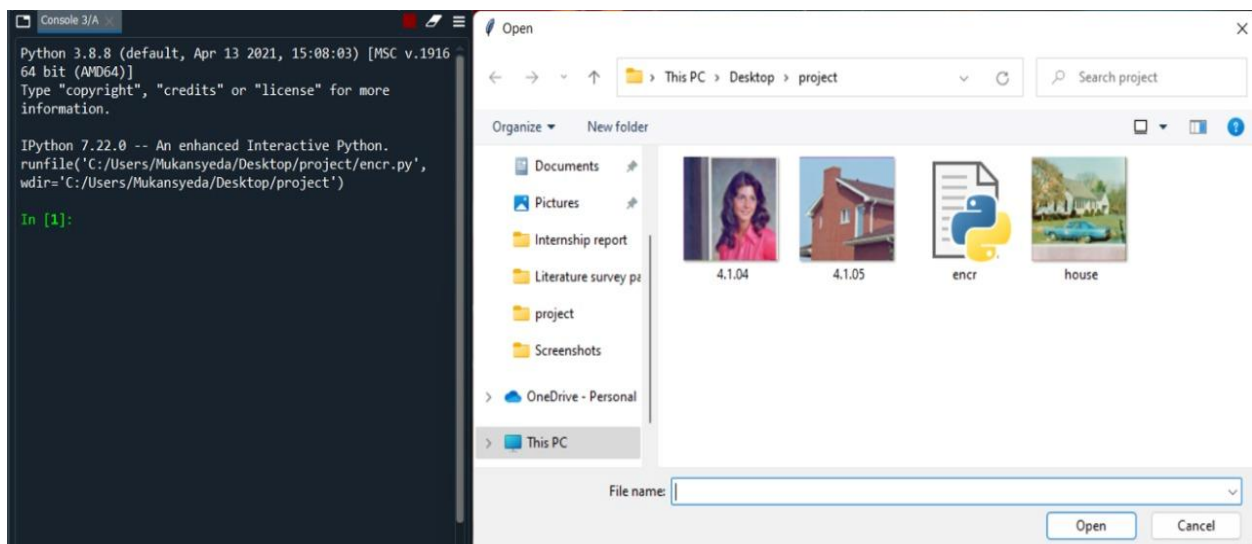 Console 3/A
Python 3.8.8 (default, Apr 13 2021, 15:08:03) [MSC v.1916
64 bit (AMD64)]
Type "copyright", "credits" or "license" for more
information.
IPython 7.22.0 -- An enhanced Interactive Python.
runfile('C:/Users/Mukansyeda/Desktop/project/encr.py',
wdir='C:/Users/Mukansyeda/Desktop/project')
In [1]:
Open
This PC > Desktop > project
Search project
Organize
New folder
Documents
Pictures
Internship report
Literature survey pa
project
Screenshots
OneDrive - Personal
This PC
4.1.04
4.1.05
encr
house
File name:
Open
Cancel